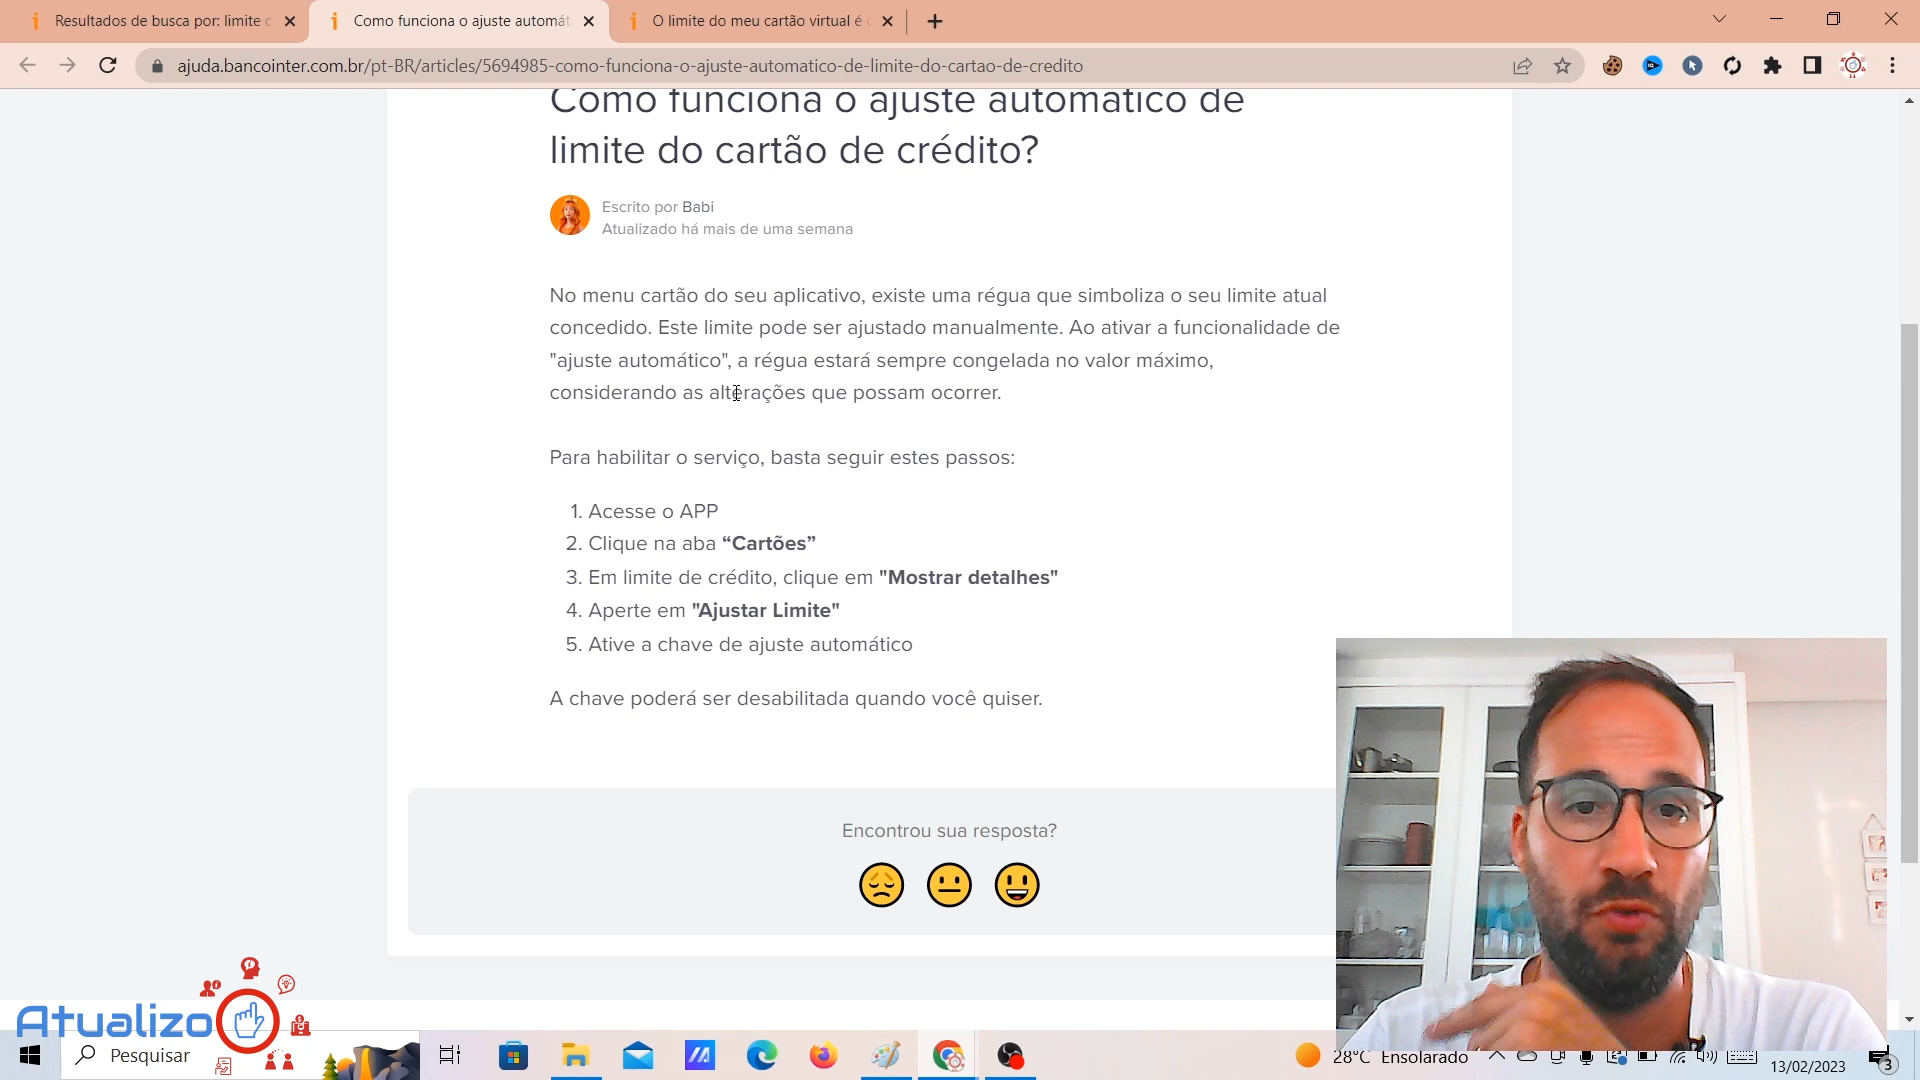 Resultados de busca por: limite c
Como funciona o ajuste automát
O limite do meu cartão virtual é
ajuda.bancointer.com.br/pt-BR/articles/5694985-como-funciona-o-ajuste-automatico-de-limite-do-cartao-de-credito
Como funciona o ajuste automático de
limite do cartão de crédito?
Escrito por Babi
Atualizado há mais de uma semana
No menu cartão do seu aplicativo, existe uma régua que simboliza o seu limite atual
concedido. Este limite pode ser ajustado manualmente. Ao ativar a funcionalidade de
"ajuste automático", a régua estará sempre congelada no valor máximo,
considerando as alterações que possam ocorrer.
Para habilitar o serviço, basta seguir estes passos:
1. Acesse o APP
2. Clique na aba “Cartões”
3. Em limite de crédito, clique em "Mostrar detalhes"
4. Aperte em "Ajustar Limite"
5. Ative a chave de ajuste automático
A chave poderá ser desabilitada quando você quiser.
Encontrou sua resposta?
Atualizo
Pesquisar
28°C Ensolarado
13/02/2023
3